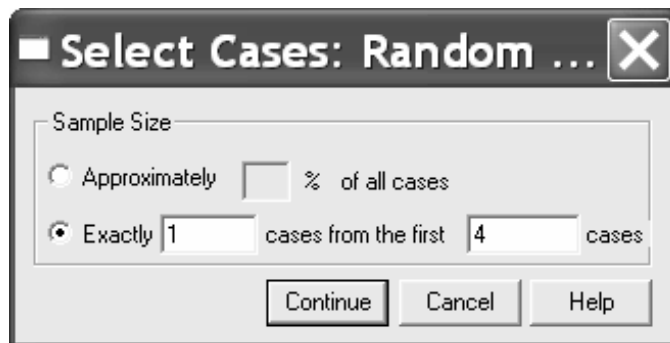 Select Cases: Random ...
Sample Size
Approximately % of all cases
Exactly 1 cases from the first 4 cases
Continue Cancel Help